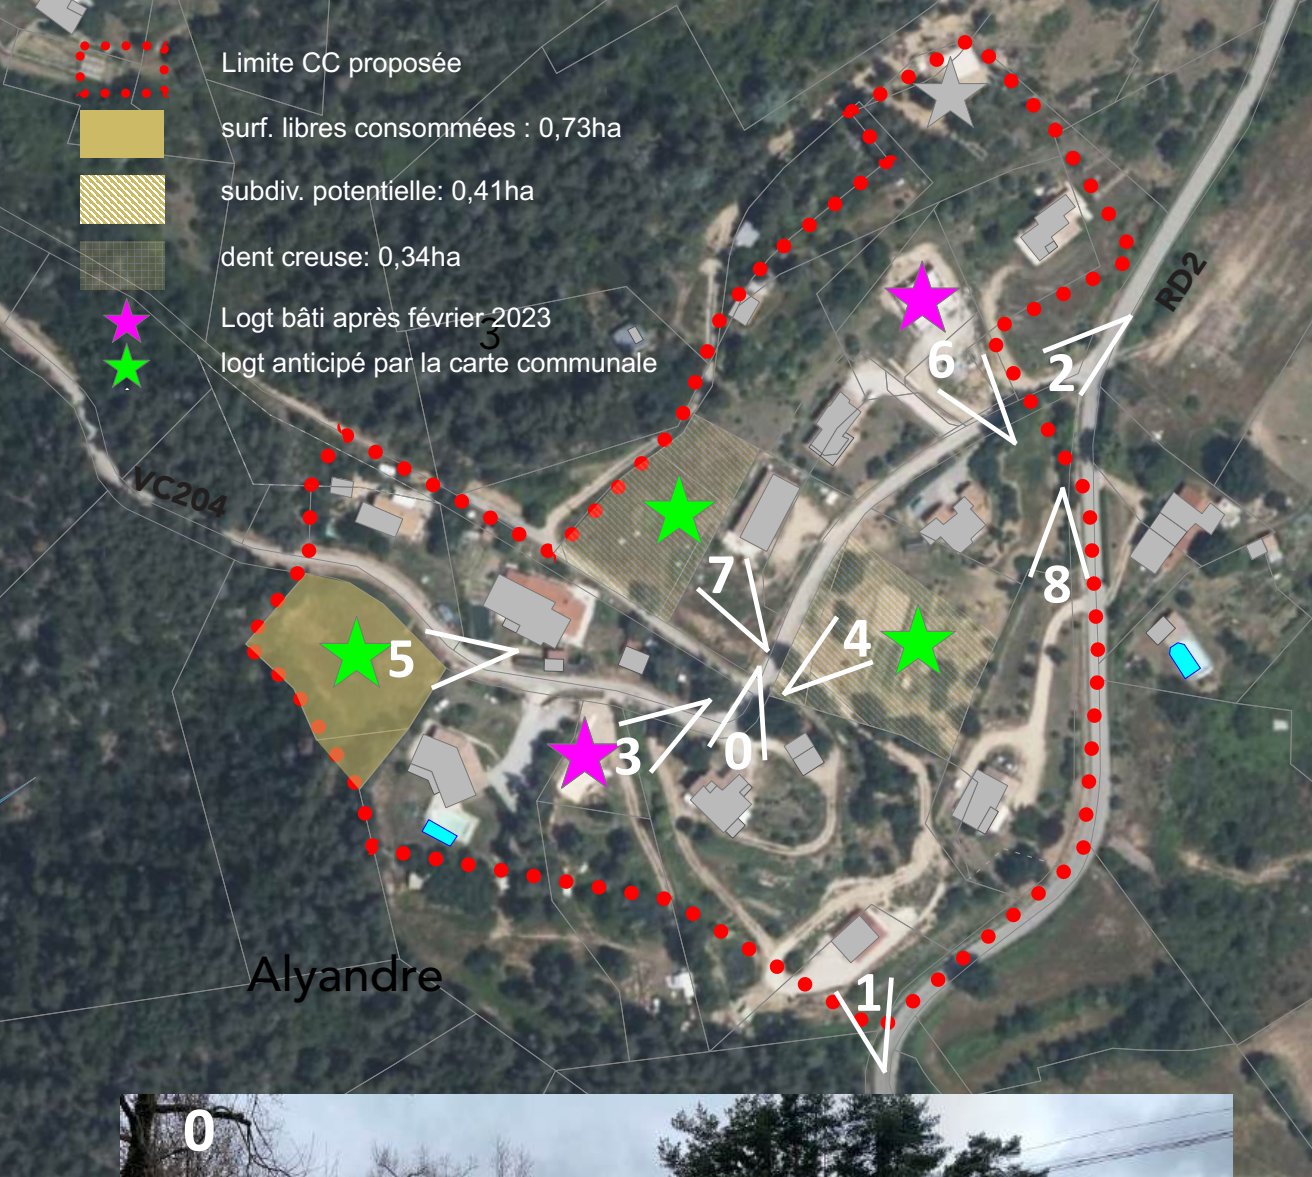 Limite CC proposée
surf. libres consommées : 0,73ha
subdiv. potentielle: 0,41ha
dent creuse: 0,34ha
Logt bâti après février 2023
3
logt anticipé par la carte communale
RD2
6
2
VC204
7
8
4
5
3
0
Alyandre
1
0